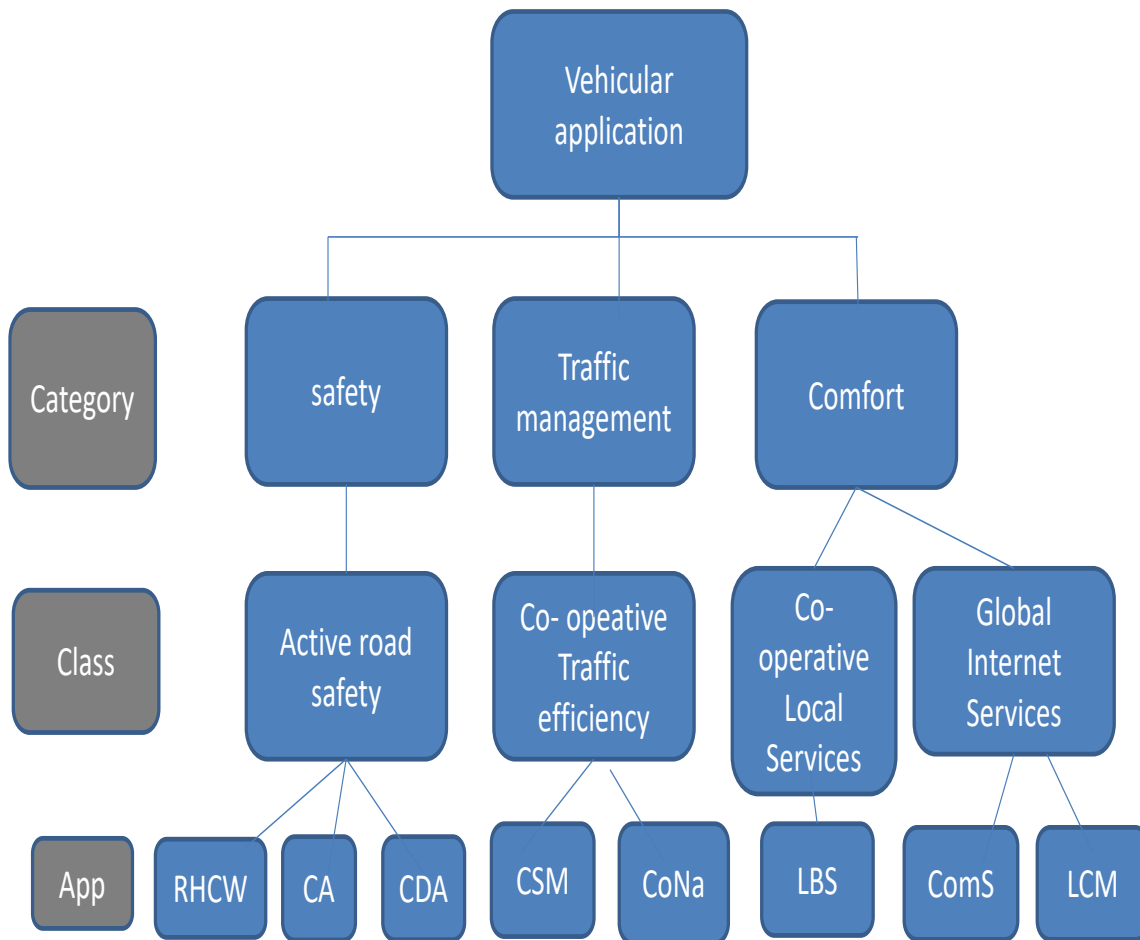 Vehicular
application
Category
safety
Traffic
management
Comfort
Class
Active road
safety
Co- opeative
Traffic
efficiency
Co-
operative
Local
Services
Global
Internet
Services
App
RHCW
CA
CDA
CSM
CoNa
LBS
ComS
LCM